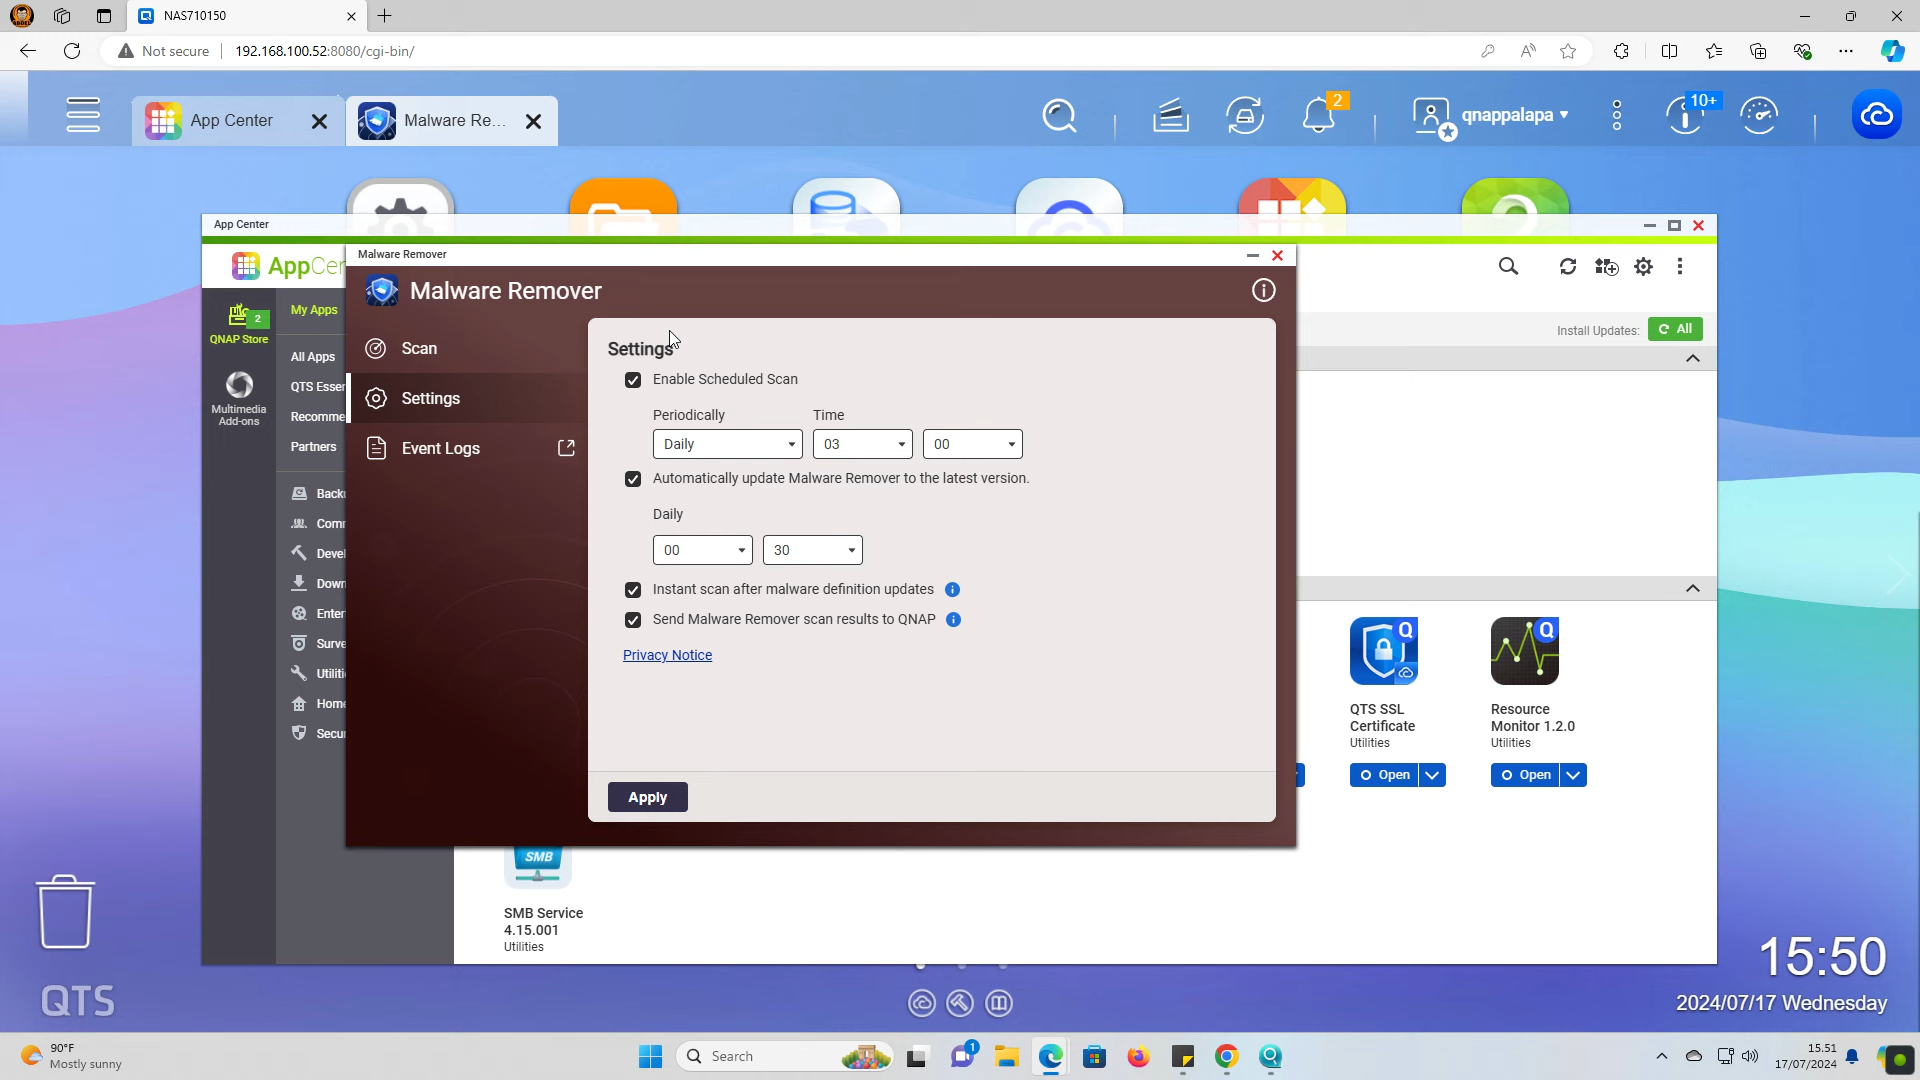 NAS710150
Not secure
192.168.100.52:8080/cgi-bin/
App Center
Malware Re...
2
qnappalapa
10+
App Center
Malware Remover
AppCer
Malware Remover
2
QNAP Store
My Apps
Install Updates:
All
Multimedia
Add-ons
All Apps
QTS Essen
Recomme
Partners
Scan
Settings
Event Logs
Settings
Enable Scheduled Scan
Periodically
Time
Daily
03
00
Automatically update Malware Remover to the latest version.
Daily
00
30
Instant scan after malware definition updates
Send Malware Remover scan results to QNAP
Privacy Notice
Apply
Back
Com
Devel
Down
Enter
Surve
Utiliti
Home
Secur
QTS SSL
Certificate
Utilities
Open
Resource
Monitor 1.2.0
Utilities
Open
SMB
SMB Service
4.15.001
Utilities
15:50
2024/07/17 Wednesday
QTS
90°F
Mostly sunny
Search
1
15.51
17/07/2024